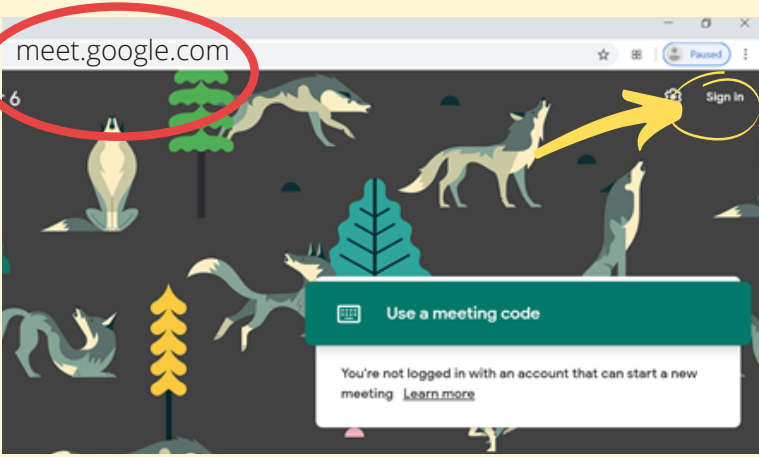 meet.google.com
Paused
6
Sign in
Use a meeting code
You're not logged in with an account that can start a new
meeting Learn more